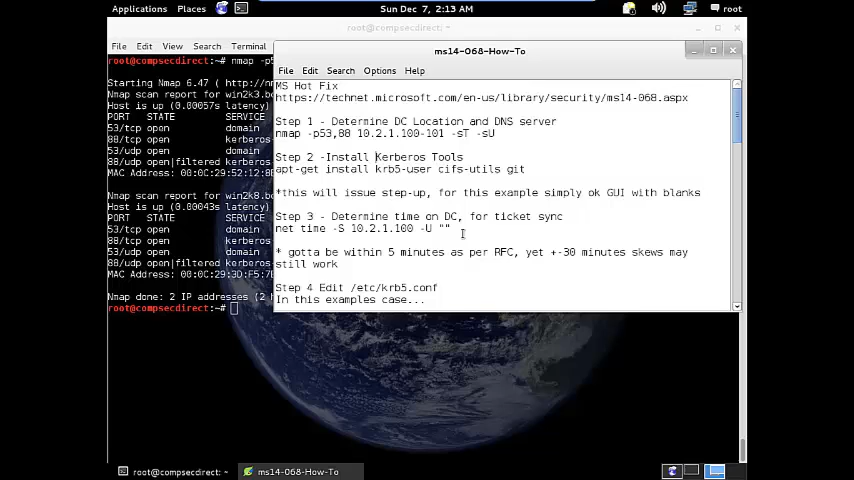 Applications Places Sun Dec 7, 2:13 AM root
root@compsecdirect: ~
File Edit View Search Terminal
root@compsecdirect:~# nmap -p5
Starting Nmap 6.47 ( http://n
Nmap scan report for win2k3.bo
Host is up (0.00057s latency)
PORT STATE SERVICE
53/tcp open domain
88/tcp open kerberos
53/udp open domain
88/udp open|filtered kerberos
MAC Address: 00:0C:29:52:12:8
Nmap scan report for win2k8.bo
Host is up (0.00043s latency)
PORT STATE SERVICE
53/tcp open domain
88/tcp open kerberos
53/udp open domain
88/udp open|filtered kerberos
MAC Address: 00:0C:29:3D:57:D
Nmap done: 2 IP addresses (2 h
root@compsecdirect:~#
ms14-068-How-To
File Edit Search Options Help
MS Hot Fix
https://technet.microsoft.com/en-us/library/security/ms14-068.aspx
Step 1 - Determine DC Location and DNS server
nmap -p53,88 10.2.1.100-101 -sT -sU
Step 2 -Install Kerberos Tools
apt-get install krb5-user cifs-utils git
*this will issue step-up, for this example simply ok GUI with blanks
Step 3 - Determine time on DC, for ticket sync
net time -S 10.2.1.100 -U ""
* gotta be within 5 minutes as per RFC, yet +-30 minutes skews may
still work
Step 4 Edit /etc/krb5.conf
In this examples case...
root@compsecdirect: ~ ms14-068-How-To